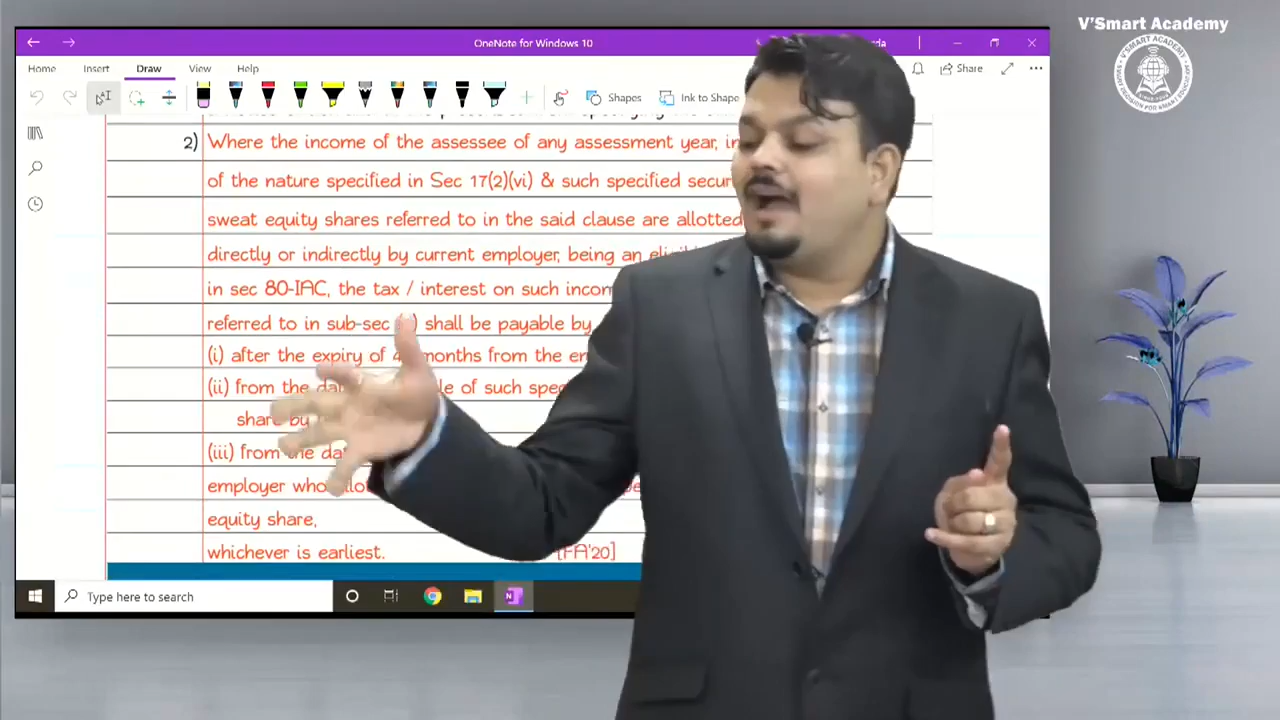 V'Smart Academy
OneNote for Windows 10
Home Insert Draw View Help
Share
Shapes
Ink to Shape
2) Where the income of the assessee of any assessment year, in
of the nature specified in Sec 17(2)(vi) & such specified secur
sweat equity shares referred to in the said clause are allotted
directly or indirectly by current employer, being an
in sec 80-IAC, the tax / interest on such incom
referred to in sub-sec shall be payable by
(i) after the expiry of months from the en
(ii) from the of such spec
share by
(iii) from the
employer who
equity share,
whichever is earliest. [FA'20]
Type here to search